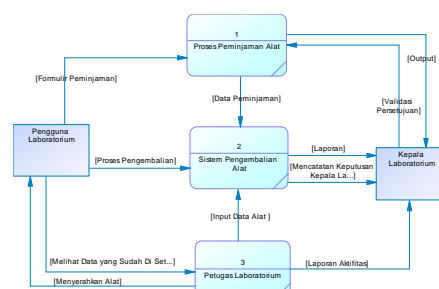 1
Proses Peminjaman Alat
[Formulir Peminjaman]
[Output]
[Data Peminjaman]
[Validasi
Persetujuan]
Pengguna
Laboratorium
2
Sistem Pengembalian
Alat
[Proses Pengembalian]
[Laporan]
[Mencatatan Keputusan
Kepala La...]
Kepala
Laboratorium
[Input Data Alat ]
[Melihat Data yang Sudah Di Set...]
3
Petugas Laboratorium
[Laporan Aktifitas]
[Menyerahkan Alat]